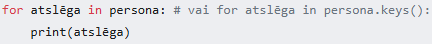 for atslēga in persona: # vai for atslēga in persona.keys():
    print(atslēga)